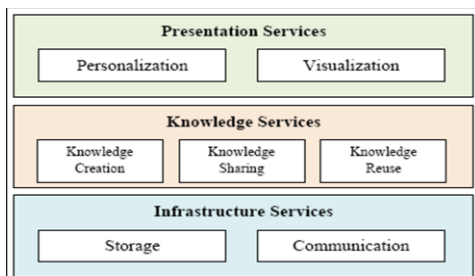 Presentation Services
Personalization Visualization
Knowledge Services
Knowledge Creation
Knowledge Sharing
Knowledge Reuse
Infrastructure Services
Storage Communication